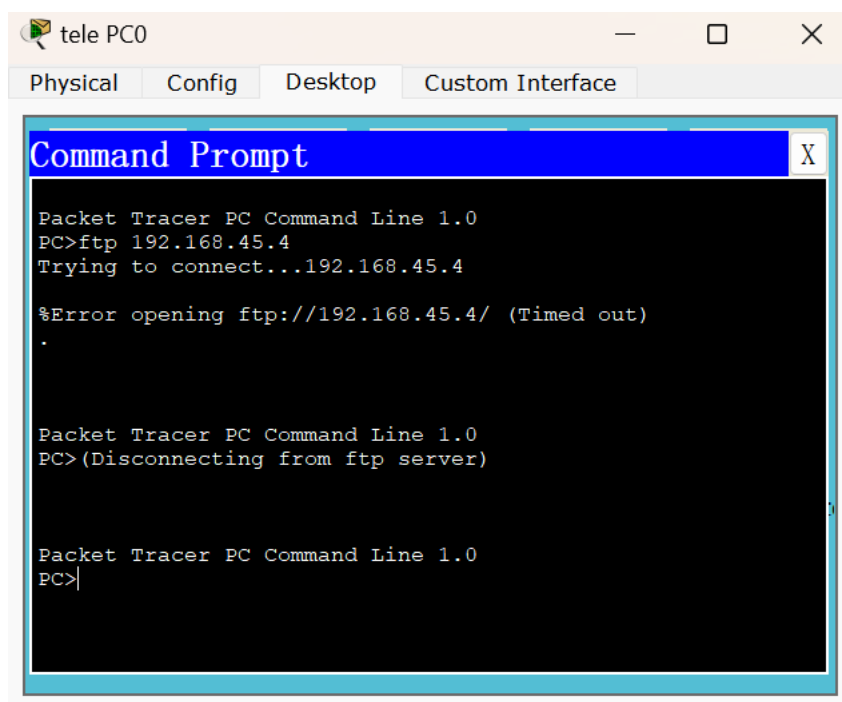 tele PC0
Physical Config Desktop Custom Interface
Command Prompt X
Packet Tracer PC Command Line 1.0
PC>ftp 192.168.45.4
Trying to connect...192.168.45.4
%Error opening ftp://192.168.45.4/ (Timed out)
.
Packet Tracer PC Command Line 1.0
PC>(Disconnecting from ftp server)
Packet Tracer PC Command Line 1.0
PC>